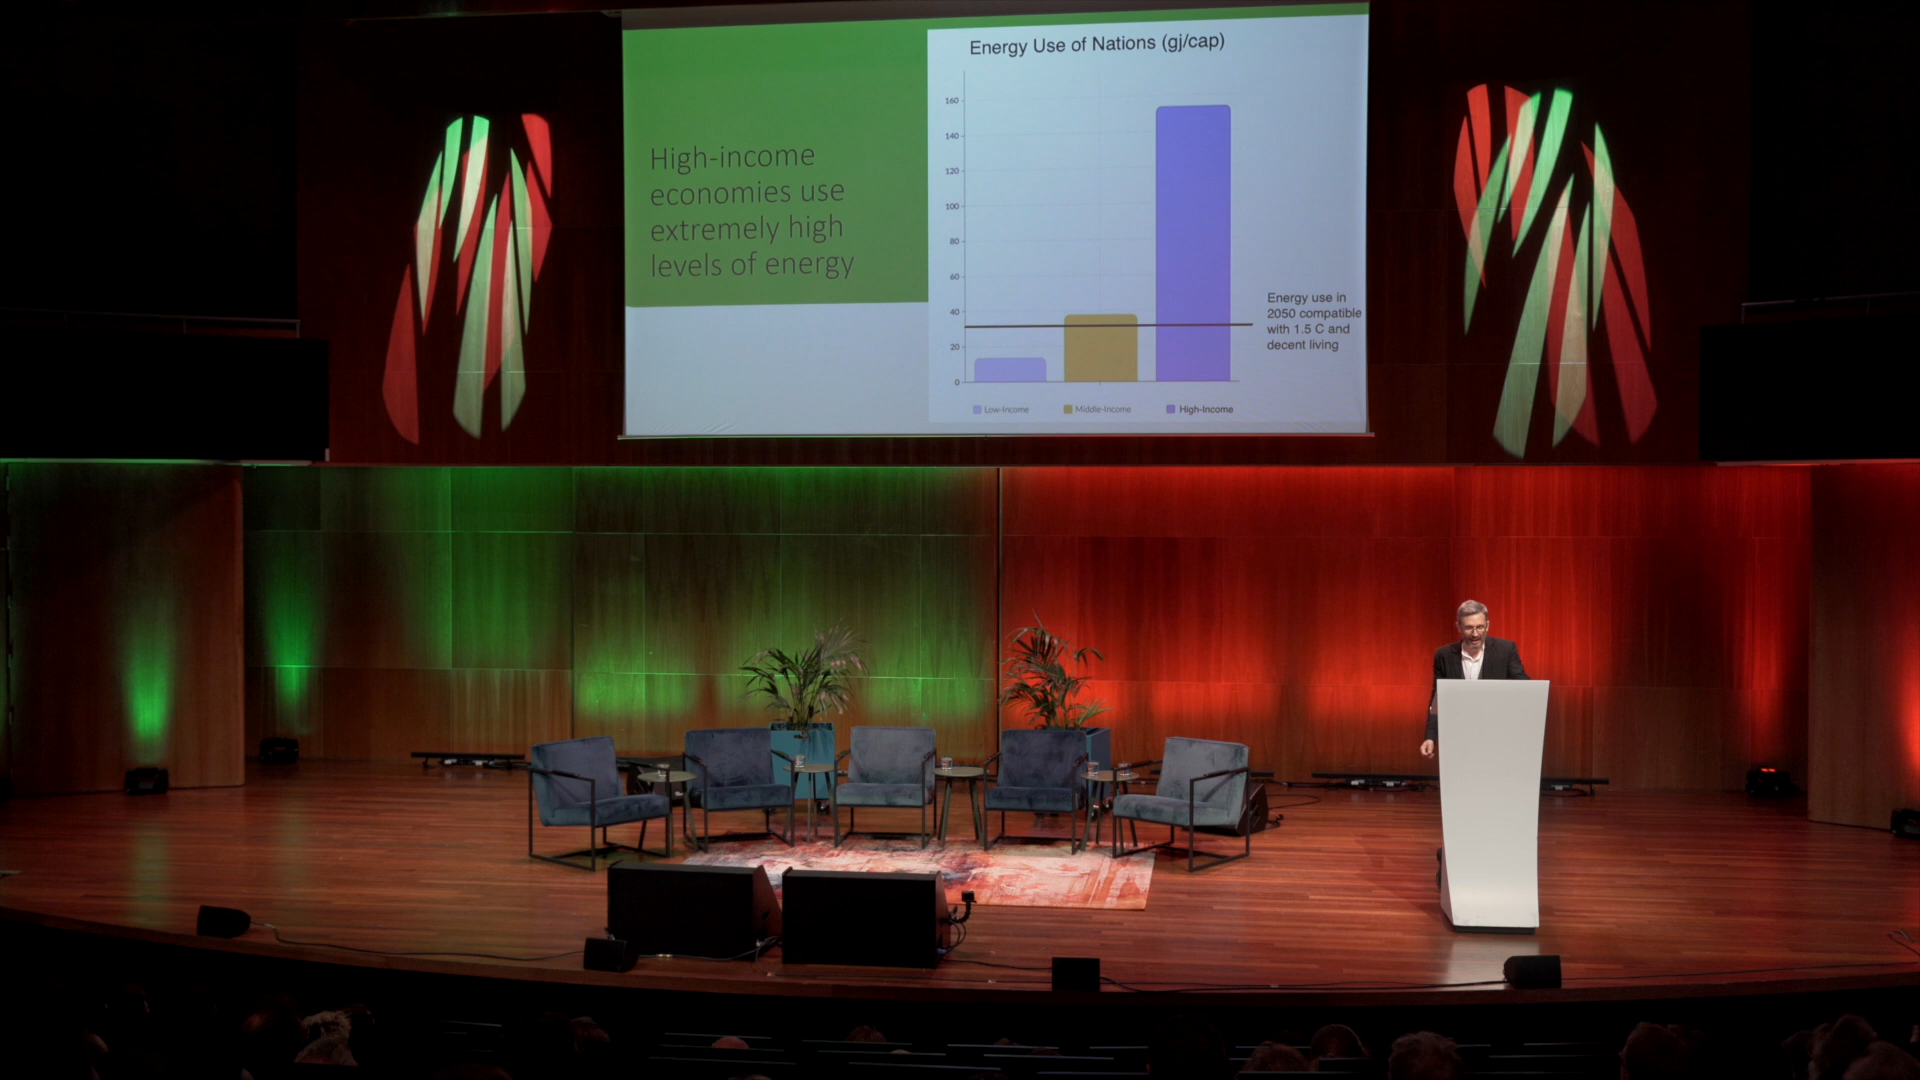 High-income
economies use
extremely high
levels of energy
Energy Use of Nations (gj/cap)
160
140
120
100
80
60
40
20
0
Energy use in
2050 compatible
with 1.5 C and
decent living
Low-Income
Middle-Income
High-Income